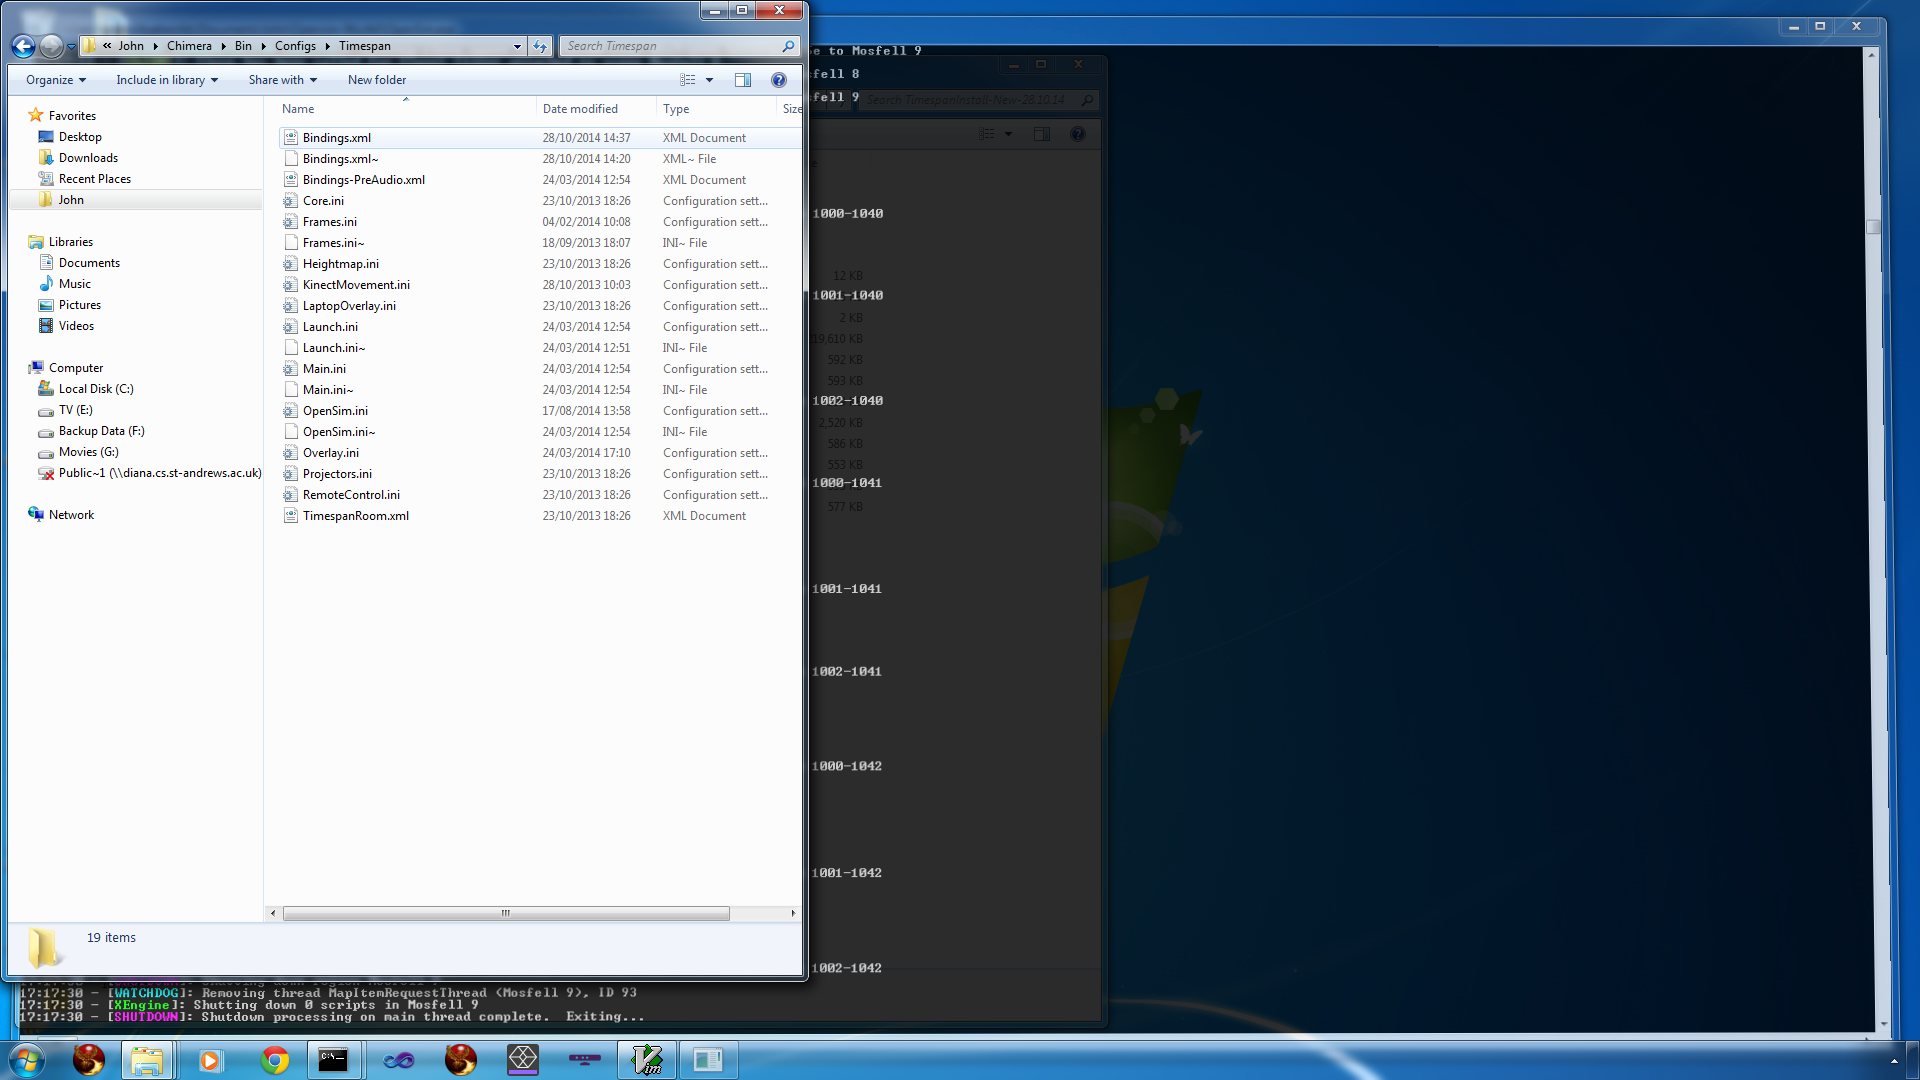 « John ▸ Chimera ▸ Bin ▸ Configs ▸ Timespan
Search Timespan
Organize
Include in library
Share with
New folder
Favorites
Desktop
Downloads
Recent Places
John
Libraries
Documents
Music
Pictures
Videos
Computer
Local Disk (C:)
TV (E:)
Backup Data (F:)
Movies (G:)
Public~1 (\\diana.cs.st-andrews.ac.uk)
Network
Name Date modified Type Size
Bindings.xml 28/10/2014 14:37 XML Document
Bindings.xml~ 28/10/2014 14:20 XML~ File
Bindings-PreAudio.xml 24/03/2014 12:54 XML Document
Core.ini 23/10/2013 18:26 Configuration sett...
Frames.ini 04/02/2014 10:08 Configuration sett...
Frames.ini~ 18/09/2013 18:07 INI~ File
Heightmap.ini 23/10/2013 18:26 Configuration sett...
KinectMovement.ini 28/10/2013 10:03 Configuration sett...
LaptopOverlay.ini 23/10/2013 18:26 Configuration sett...
Launch.ini 24/03/2014 12:54 Configuration sett...
Launch.ini~ 24/03/2014 12:51 INI~ File
Main.ini 24/03/2014 12:54 Configuration sett...
Main.ini~ 24/03/2014 12:54 INI~ File
OpenSim.ini 17/08/2014 13:58 Configuration sett...
OpenSim.ini~ 24/03/2014 12:54 INI~ File
Overlay.ini 24/03/2014 17:10 Configuration sett...
Projectors.ini 23/10/2013 18:26 Configuration sett...
RemoteControl.ini 23/10/2013 18:26 Configuration sett...
TimespanRoom.xml 23/10/2013 18:26 XML Document
19 items
e to Mosfell 9
sfell 8
sfell 9
Search TimespanInstall-New-28.10.14
1000-1040
12 KB
1001-1040
2 KB
19,610 KB
592 KB
593 KB
1002-1040
2,520 KB
586 KB
553 KB
1000-1041
577 KB
1001-1041
1002-1041
1000-1042
1001-1042
1002-1042
17:17:30 - [WATCHDOG]: Removing thread MapItemRequestThread (Mosfell 9), ID 93
17:17:30 - [XEngine]: Shutting down 0 scripts in Mosfell 9
17:17:30 - [SHUTDOWN]: Shutdown processing on main thread complete.  Exiting...
C:\_
Vim